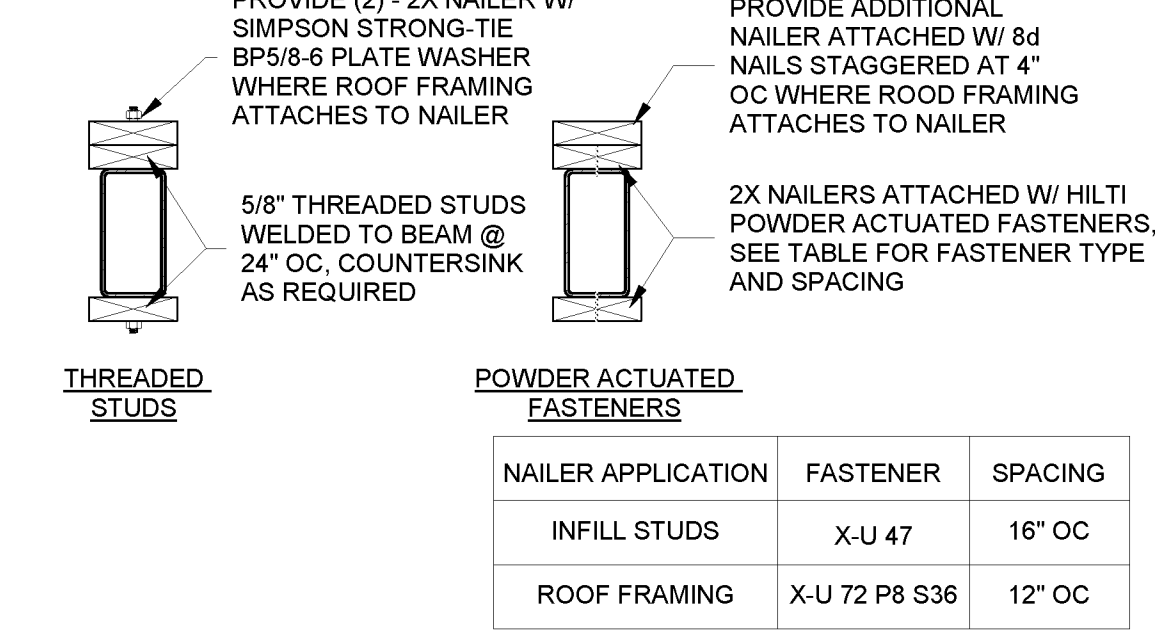 PROVIDE (2) - 2X NAILER W/
SIMPSON STRONG-TIE
BP5/8-6 PLATE WASHER
WHERE ROOF FRAMING
ATTACHES TO NAILER
PROVIDE ADDITIONAL
NAILER ATTACHED W/ 8d
NAILS STAGGERED AT 4"
OC WHERE ROOD FRAMING
ATTACHES TO NAILER
5/8" THREADED STUDS
WELDED TO BEAM @
24" OC, COUNTERSINK
AS REQUIRED
2X NAILERS ATTACHED W/ HILTI
POWDER ACTUATED FASTENERS,
SEE TABLE FOR FASTENER TYPE
AND SPACING
THREADED
STUDS
POWDER ACTUATED
FASTENERS
NAILER APPLICATION FASTENER SPACING
INFILL STUDS X-U 47 16" OC
ROOF FRAMING X-U 72 P8 S36 12" OC